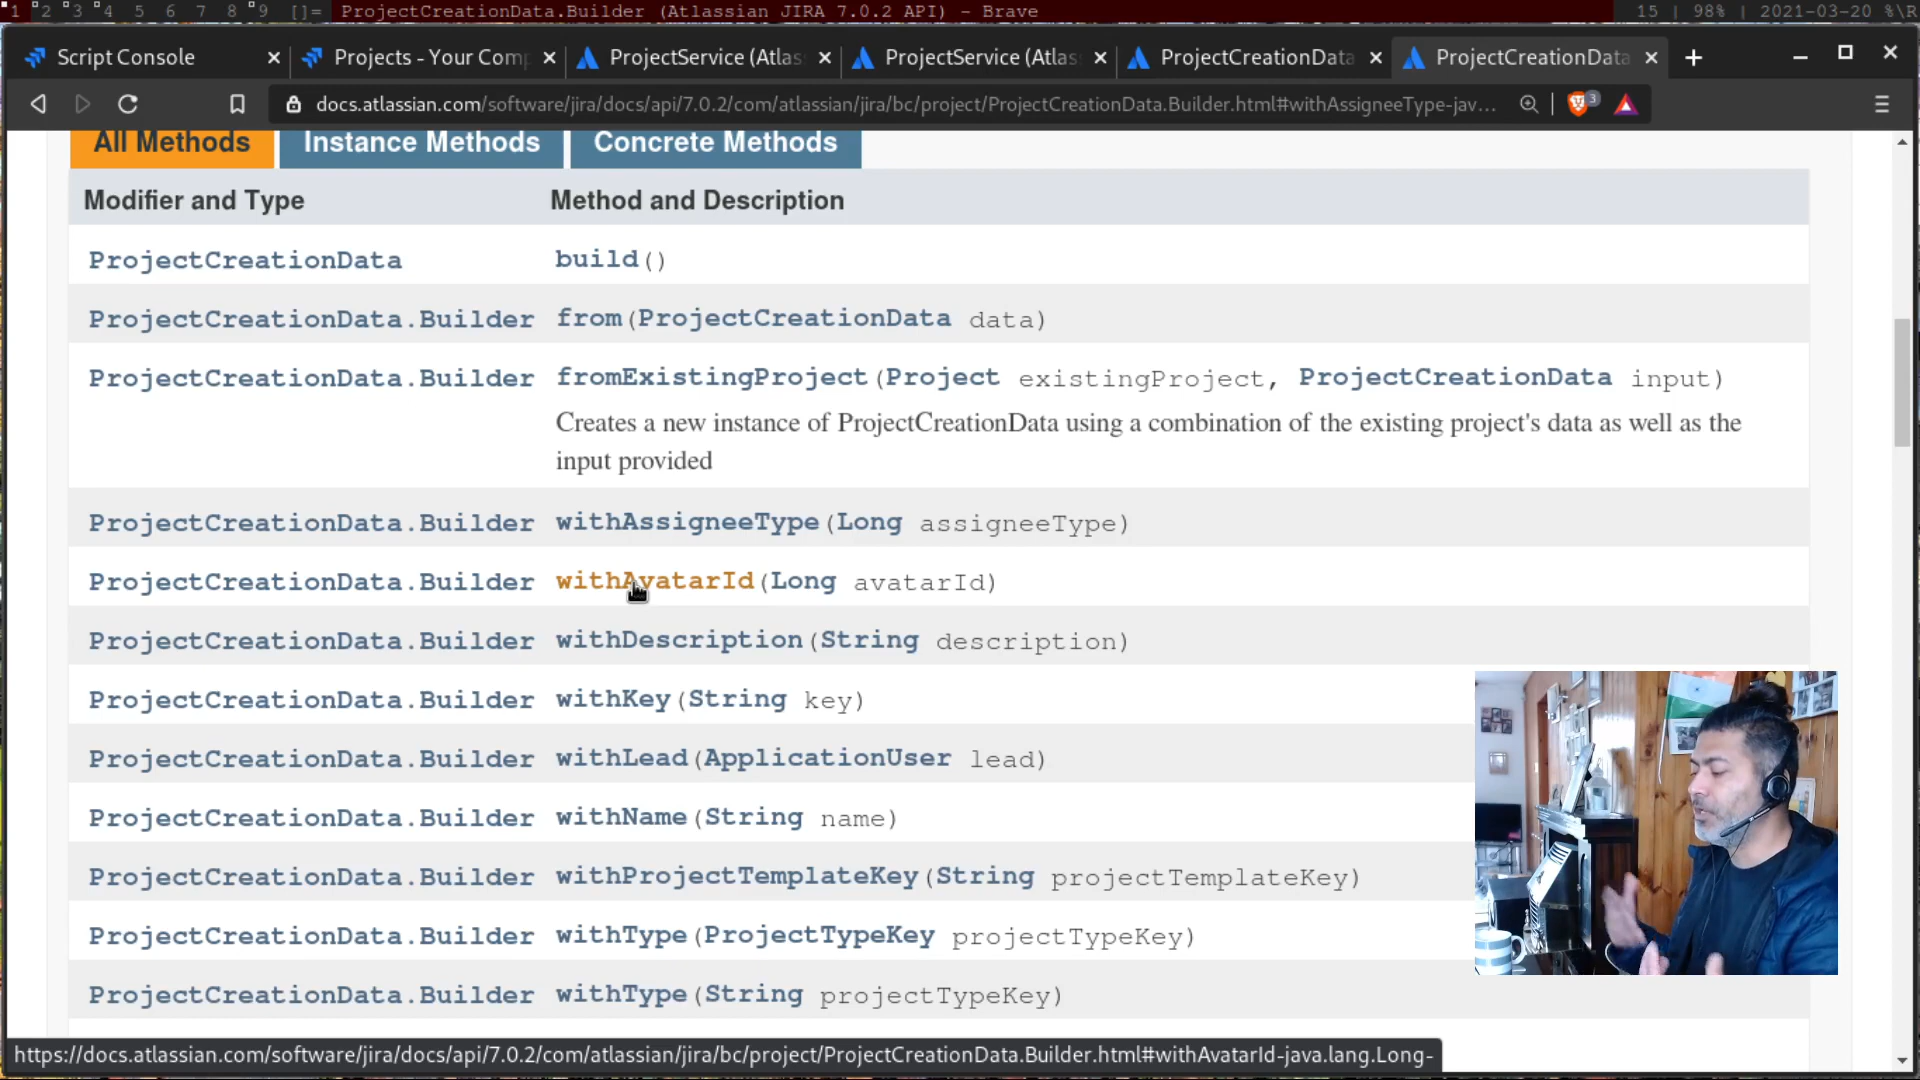 1 2 3 4 5 6 7 8 9 []= ProjectCreationData.Builder (Atlassian JIRA 7.0.2 API) - Brave 15 | 98% | 2021-03-20 %\R
Script Console Projects - Your Comp ProjectService (Atlas ProjectService (Atlas ProjectCreationData ProjectCreationData
docs.atlassian.com/software/jira/docs/api/7.0.2/com/atlassian/jira/bc/project/ProjectCreationData.Builder.html#withAssigneeType-jav... 3
All Methods Instance Methods Concrete Methods
Modifier and Type Method and Description
ProjectCreationData build()
ProjectCreationData.Builder from(ProjectCreationData data)
ProjectCreationData.Builder fromExistingProject(Project existingProject, ProjectCreationData input)
Creates a new instance of ProjectCreationData using a combination of the existing project's data as well as the
input provided
ProjectCreationData.Builder withAssigneeType(Long assigneeType)
ProjectCreationData.Builder withAvatarId(Long avatarId)
ProjectCreationData.Builder withDescription(String description)
ProjectCreationData.Builder withKey(String key)
ProjectCreationData.Builder withLead(ApplicationUser lead)
ProjectCreationData.Builder withName(String name)
ProjectCreationData.Builder withProjectTemplateKey(String projectTemplateKey)
ProjectCreationData.Builder withType(ProjectTypeKey projectTypeKey)
ProjectCreationData.Builder withType(String projectTypeKey)
https://docs.atlassian.com/software/jira/docs/api/7.0.2/com/atlassian/jira/bc/project/ProjectCreationData.Builder.html#withAvatarId-java.lang.Long-